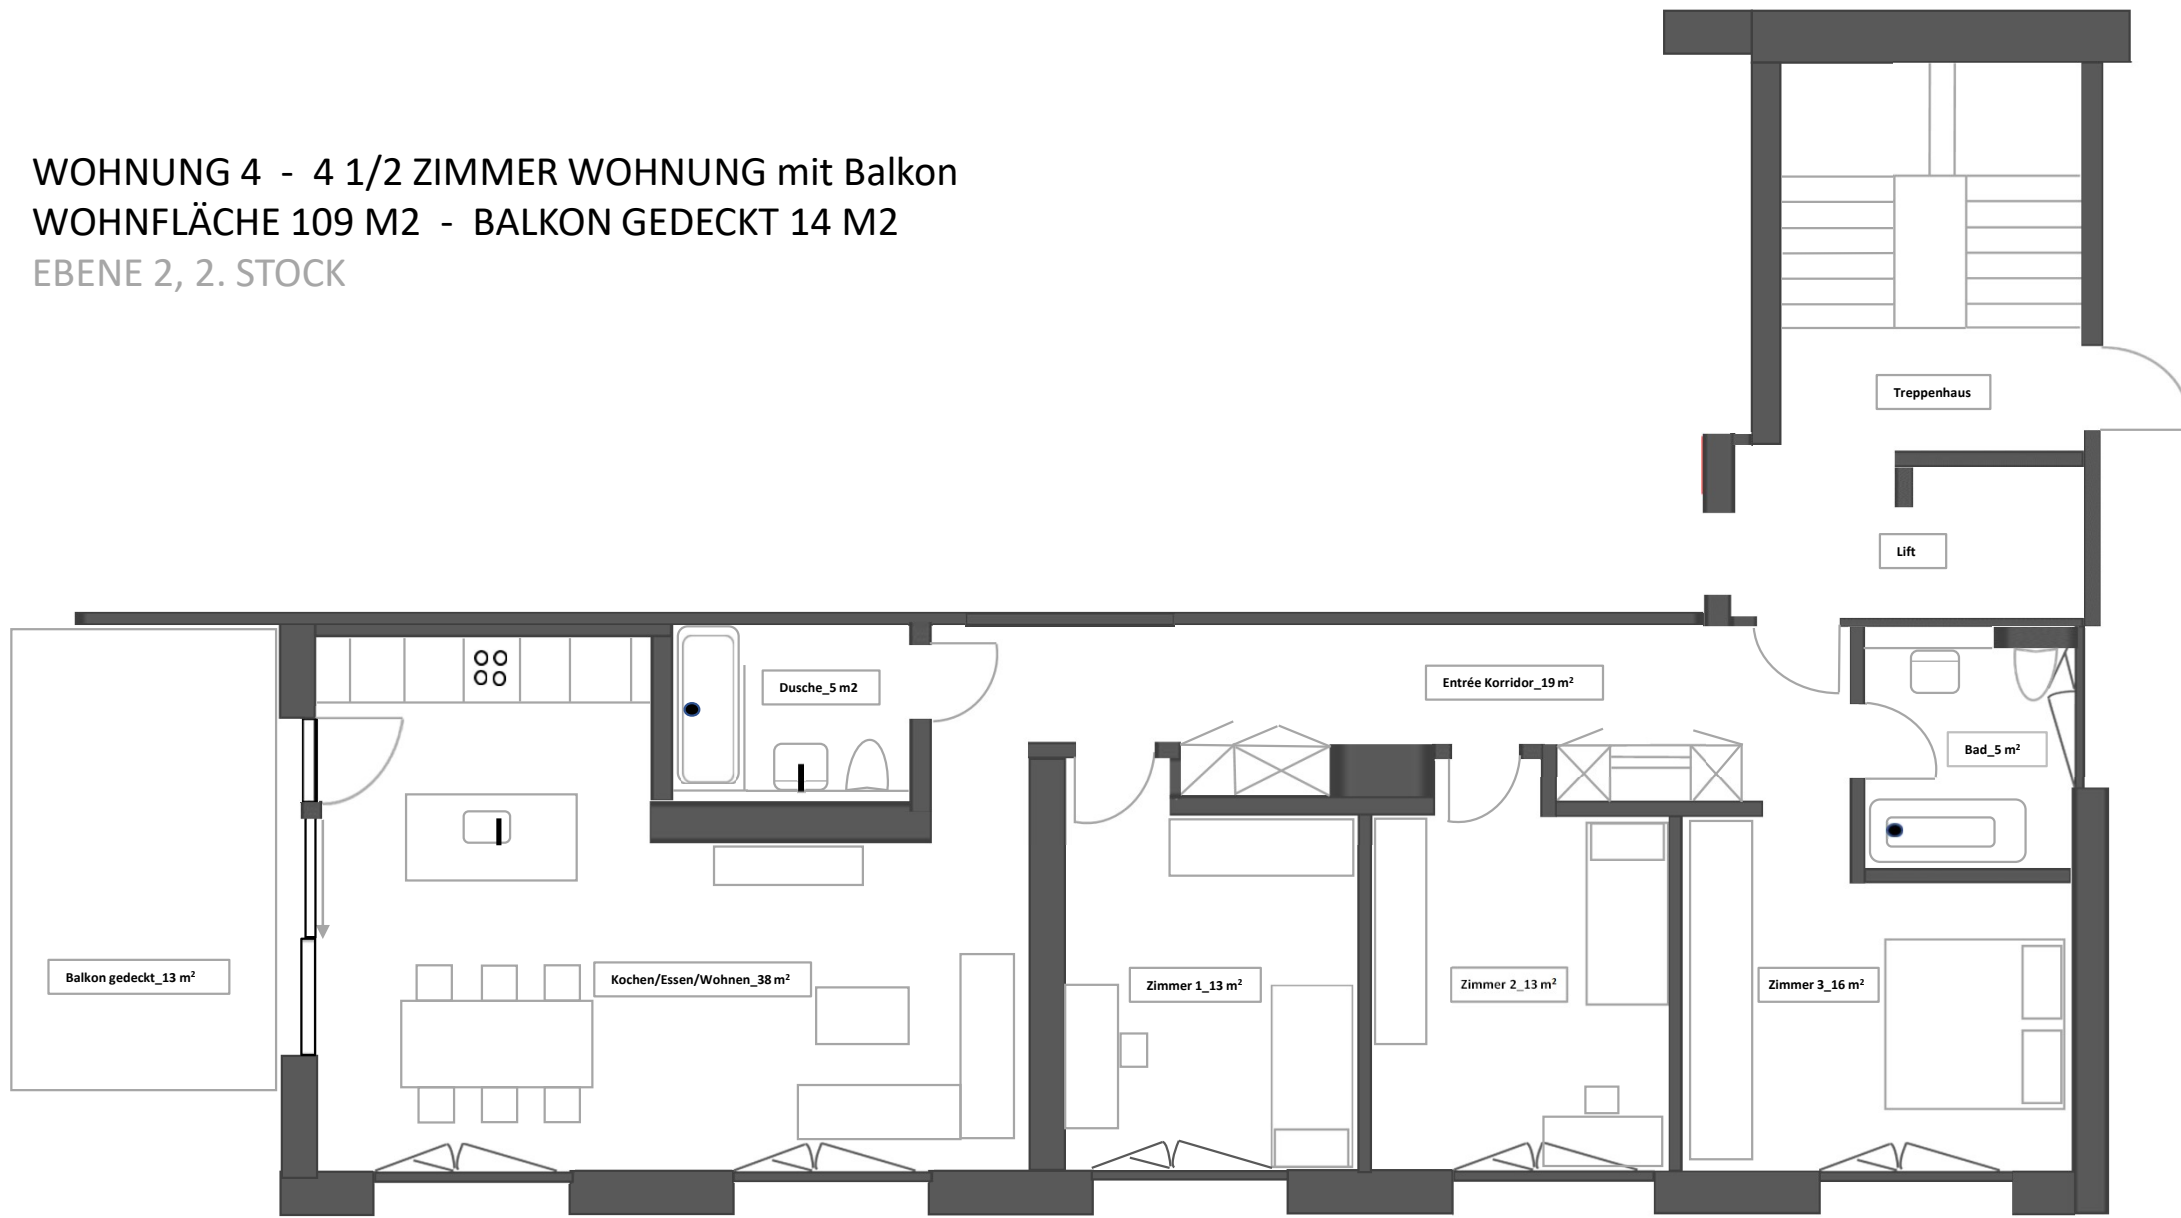 WOHNUNG 4 - 4 1/2 ZIMMER WOHNUNG mit Balkon
WOHNFLÄCHE 109 M2 - BALKON GEDECKT 14 M2
EBENE 2, 2. STOCK
Treppenhaus
Lift
Dusche_5 m2
Entrée Korridor_19 m²
Bad_5 m²
Balkon gedeckt_13 m²
Kochen/Essen/Wohnen_38 m²
Zimmer 1_13 m²
Zimmer 2_13 m²
Zimmer 3_16 m²